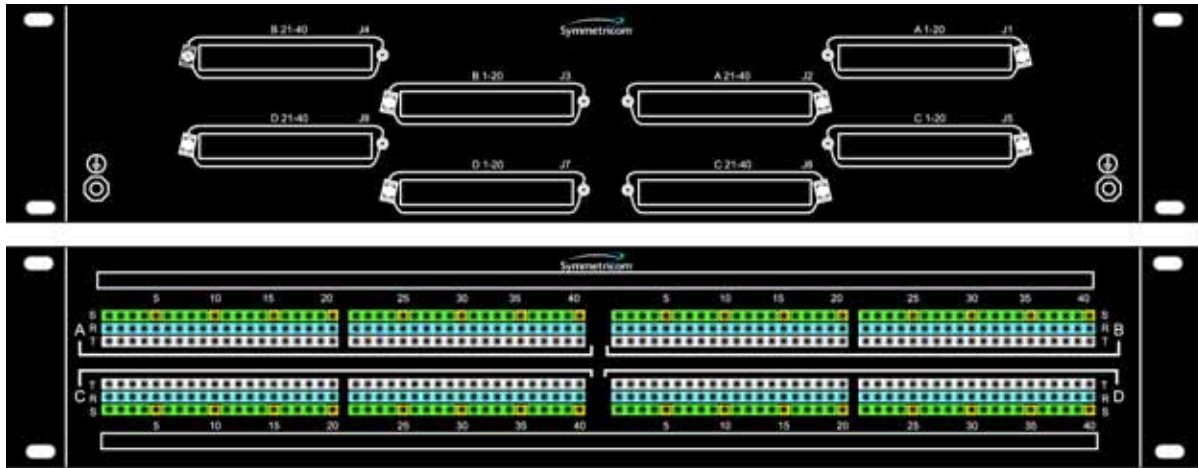 B 21-40 J4
Symmetricom
A 1-20 J1
B 1-20 J3
A 21-40 J2
D 21-40 J8
C 1-20 J5
D 1-20 J7
C 21-40 J6
Symmetricom
5 10 15 20 25 30 35 40 5 10 15 20 25 30 35 40
S S
A R R B
T T
T T
C R R D
S S
5 10 15 20 25 30 35 40 5 10 15 20 25 30 35 40